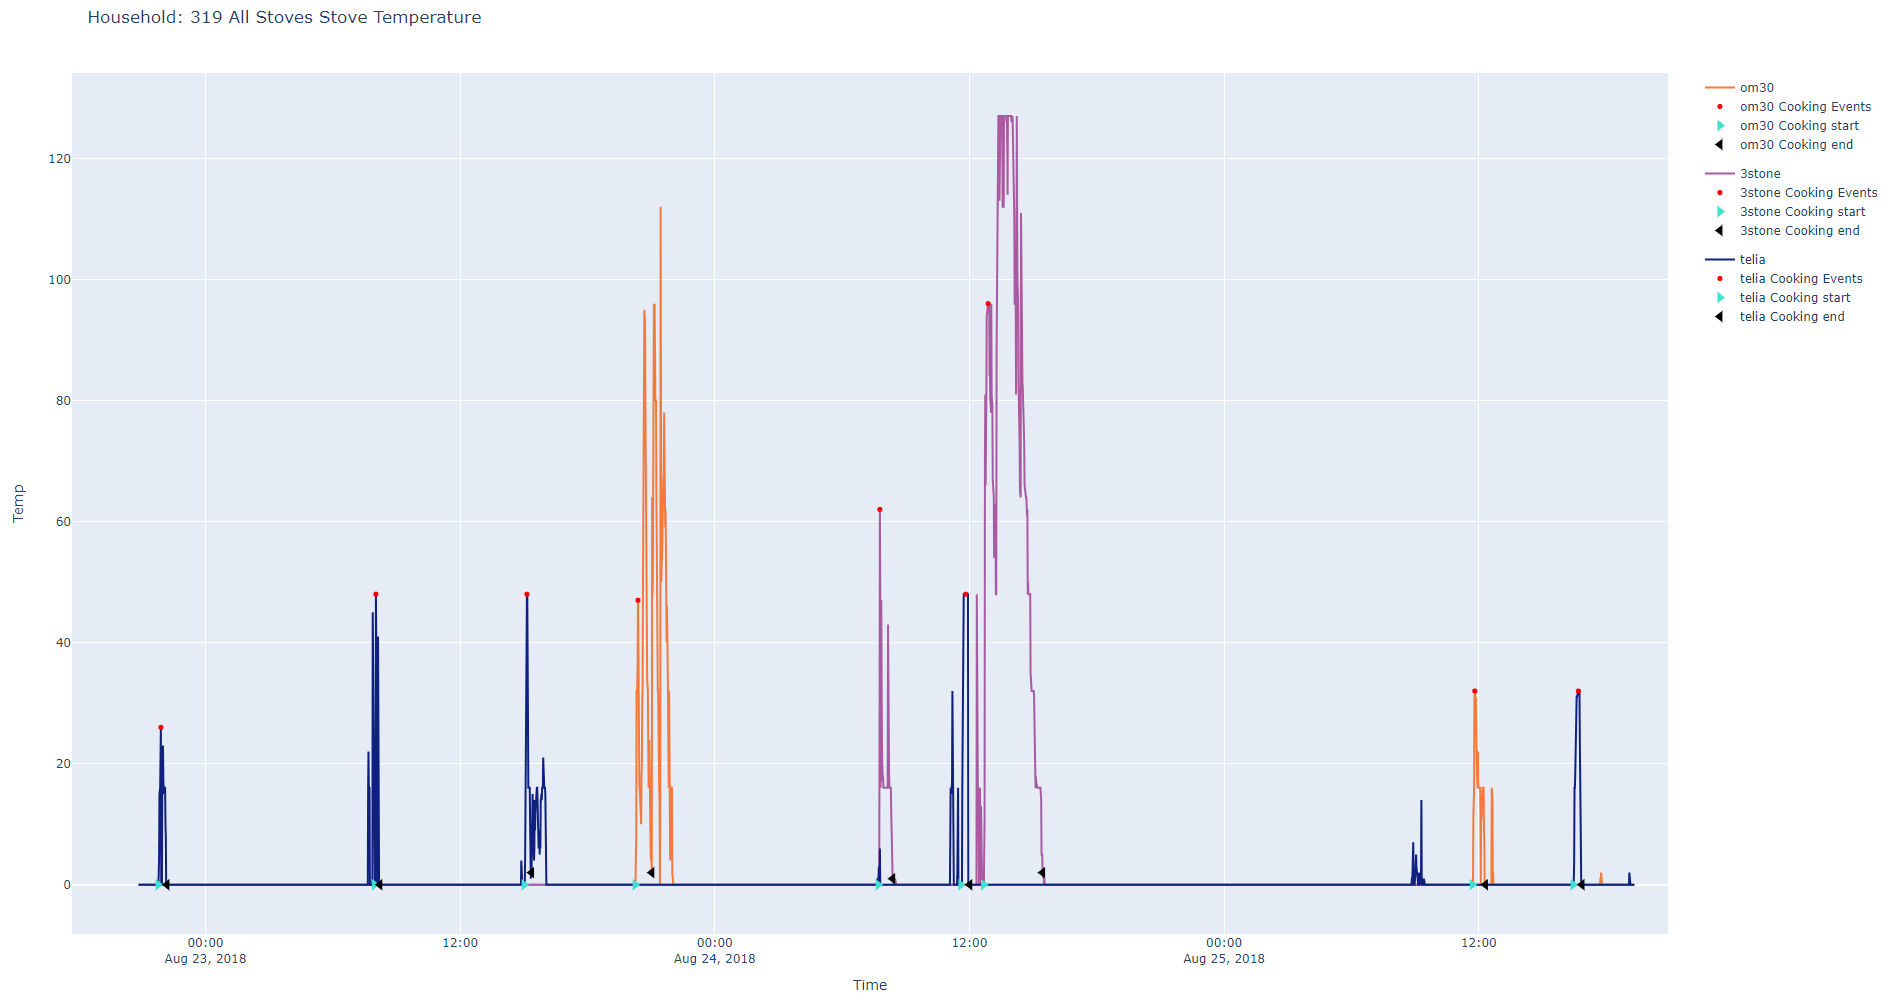 Household: 319 All Stoves Stove Temperature
om30
om30 Cooking Events
om30 Cooking start
om30 Cooking end
3stone
3stone Cooking Events
3stone Cooking start
3stone Cooking end
telia
telia Cooking Events
telia Cooking start
telia Cooking end
Temp
120
100
80
60
40
20
0
00:00
Aug 23, 2018
12:00
00:00
Aug 24, 2018
12:00
00:00
Aug 25, 2018
12:00
Time